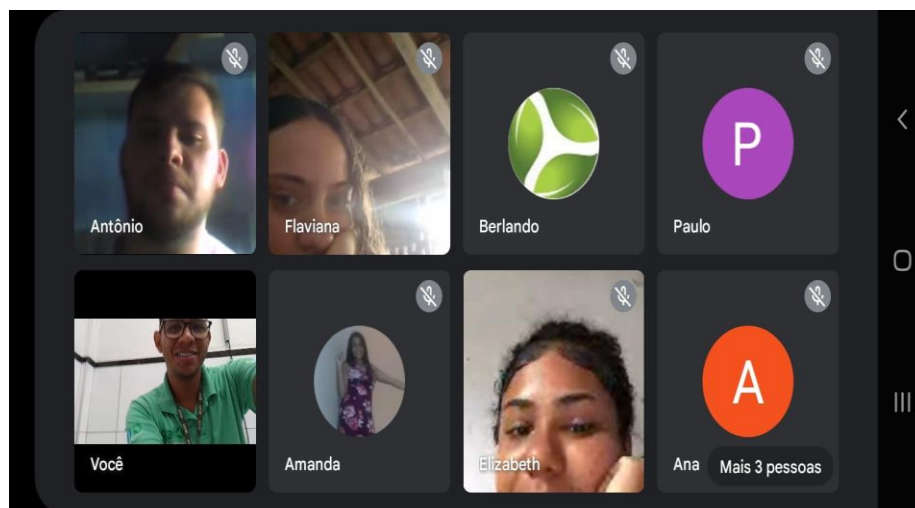 Antônio
Flaviana
Berlando
P
Paulo
Você
Amanda
Elizabeth
A
Ana
Mais 3 pessoas